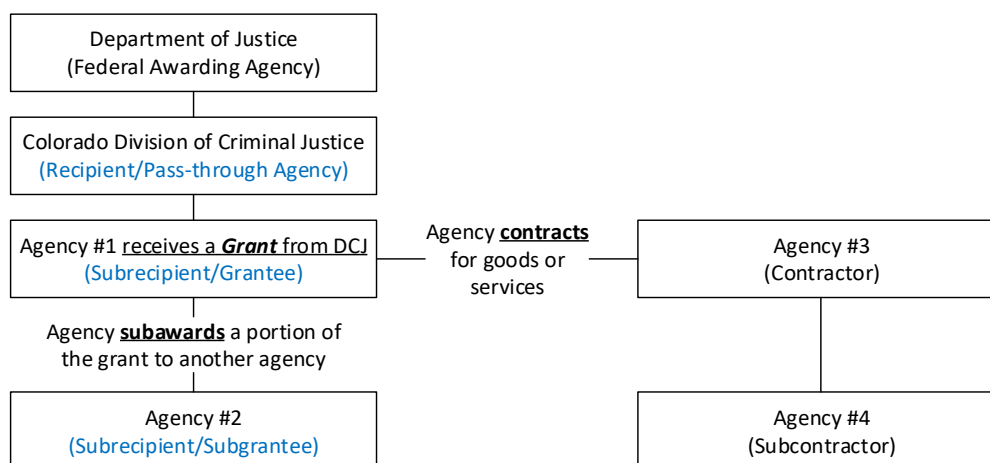 Department of Justice
(Federal Awarding Agency)
Colorado Division of Criminal Justice
(Recipient/Pass-through Agency)
Agency #1 receives a Grant from DCJ
(Subrecipient/Grantee)
Agency contracts
for goods or
services
Agency #3
(Contractor)
Agency subawards a portion of
the grant to another agency
Agency #2
(Subrecipient/Subgrantee)
Agency #4
(Subcontractor)